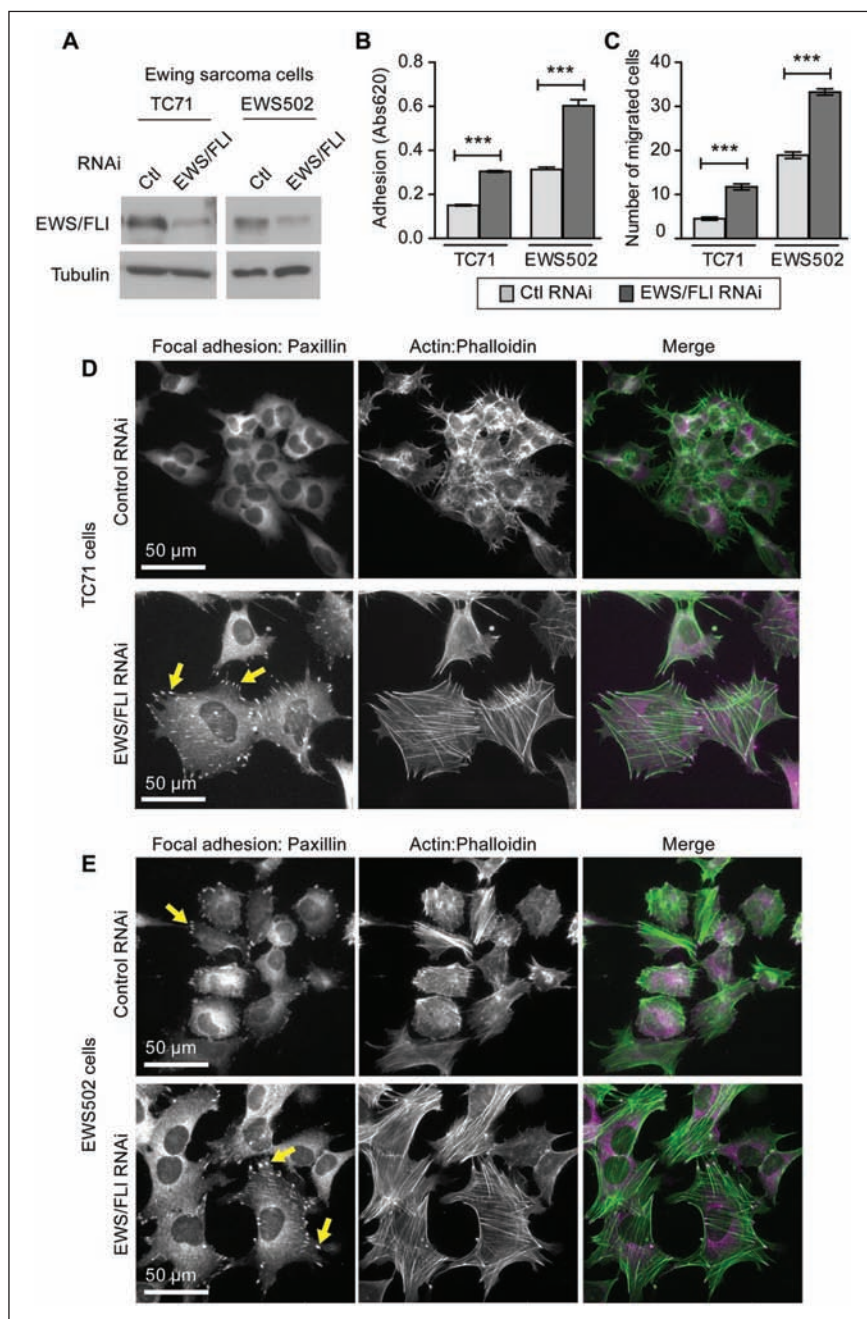 A
Ewing sarcoma cells
TC71 EWS502
RNAi
Ctl EWS/FLI Ctl EWS/FLI
EWS/FLI
Tubulin
B
Adhesion (Abs620)
0.8
0.6
0.4
0.2
0.0
***
***
TC71 EWS502
C
Number of migrated cells
40
30
20
10
0
***
***
TC71 EWS502
Ctl RNAi EWS/FLI RNAi
D
Focal adhesion: Paxillin Actin:Phalloidin Merge
TC71 cells
Control RNAi
50 µm
EWS/FLI RNAi
50 µm
E
Focal adhesion: Paxillin Actin:Phalloidin Merge
EWS502 cells
Control RNAi
50 µm
EWS/FLI RNAi
50 µm